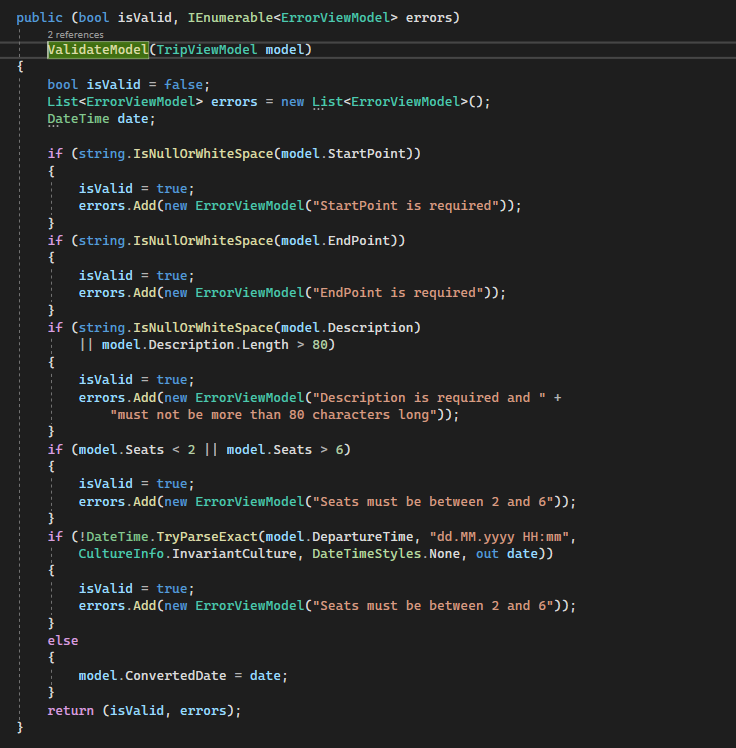 public (bool isValid, IEnumerable<ErrorViewModel> errors)
2 references
ValidateModel(TripViewModel model)
{
bool isValid = false;
List<ErrorViewModel> errors = new List<ErrorViewModel>();
DateTime date;
if (string.IsNullOrWhiteSpace(model.StartPoint))
{
isValid = true;
errors.Add(new ErrorViewModel("StartPoint is required"));
}
if (string.IsNullOrWhiteSpace(model.EndPoint))
{
isValid = true;
errors.Add(new ErrorViewModel("EndPoint is required"));
}
if (string.IsNullOrWhiteSpace(model.Description)
|| model.Description.Length > 80)
{
isValid = true;
errors.Add(new ErrorViewModel("Description is required and " +
"must not be more than 80 characters long"));
}
if (model.Seats < 2 || model.Seats > 6)
{
isValid = true;
errors.Add(new ErrorViewModel("Seats must be between 2 and 6"));
}
if (!DateTime.TryParseExact(model.DepartureTime, "dd.MM.yyyy HH:mm",
CultureInfo.InvariantCulture, DateTimeStyles.None, out date))
{
isValid = true;
errors.Add(new ErrorViewModel("Seats must be between 2 and 6"));
}
else
{
model.ConvertedDate = date;
}
return (isValid, errors);
}